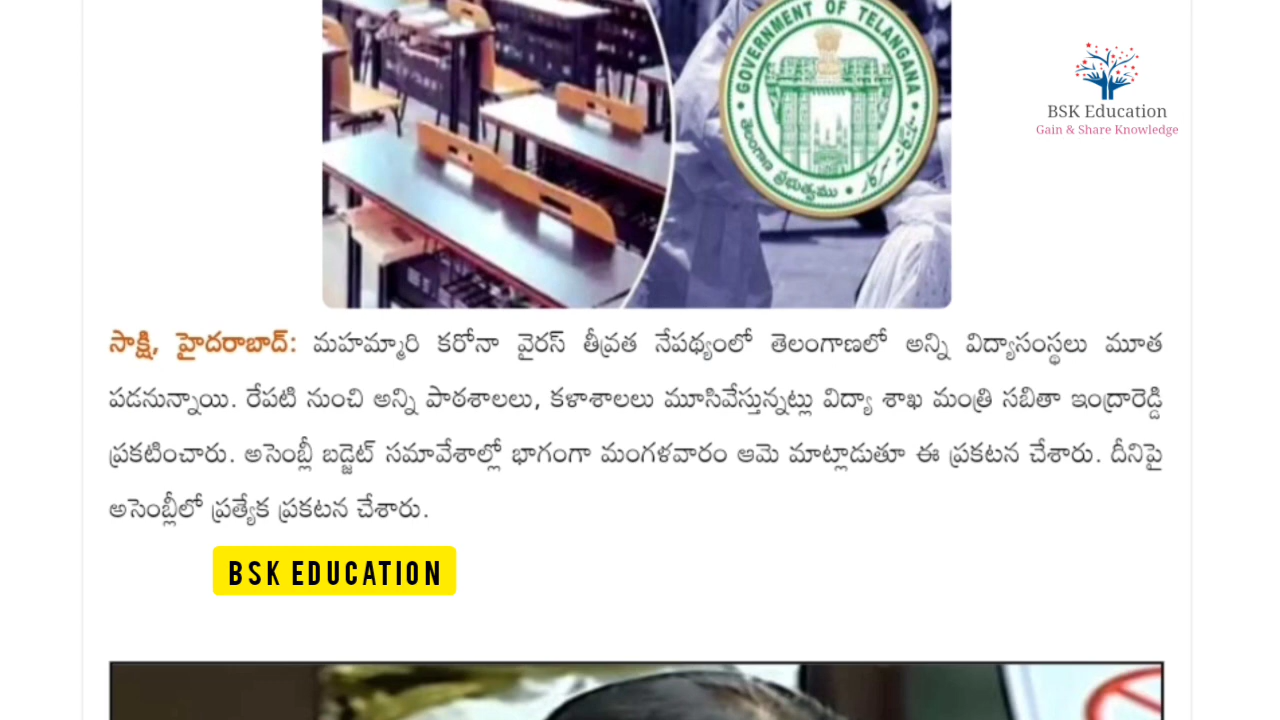 GOVERNMENT OF TELANGANA
తెలంగాణ ప్రభుత్వము
BSK Education
Gain & Share Knowledge
సాక్షి, హైదరాబాద్: మహమ్మారి కరోనా వైరస్ తీవ్రత నేపథ్యంలో తెలంగాణలో అన్ని విద్యాసంస్థలు మూత
పడనున్నాయి. రేపటి నుంచి అన్ని పాఠశాలలు, కళాశాలలు మూసివేస్తున్నట్లు విద్యా శాఖ మంత్రి సబితా ఇంద్రారెడ్డి
ప్రకటించారు. అసెంబ్లీ బడ్జెట్ సమావేశాల్లో భాగంగా మంగళవారం ఆమె మాట్లాడుతూ ఈ ప్రకటన చేశారు. దీనిపై
అసెంబ్లీలో ప్రత్యేక ప్రకటన చేశారు.
BSK EDUCATION